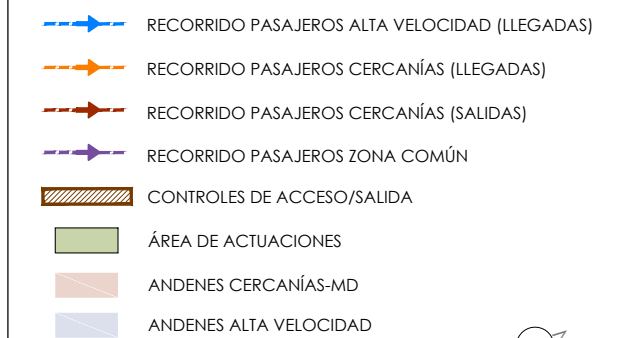 RECORRIDO PASAJEROS ALTA VELOCIDAD (LLEGADAS)
RECORRIDO PASAJEROS CERCANÍAS (LLEGADAS)
RECORRIDO PASAJEROS CERCANÍAS (SALIDAS)
RECORRIDO PASAJEROS ZONA COMÚN
CONTROLES DE ACCESO/SALIDA
ÁREA DE ACTUACIONES
ANDENES CERCANÍAS-MD
ANDENES ALTA VELOCIDAD